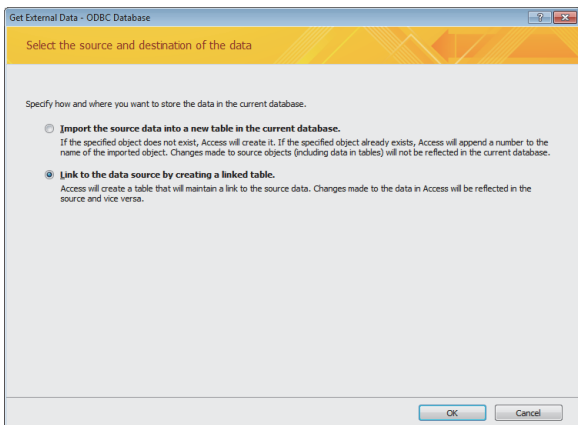 Get External Data - ODBC Database
Select the source and destination of the data
Specify how and where you want to store the data in the current database.
Import the source data into a new table in the current database.
If the specified object does not exist, Access will create it. If the specified object already exists, Access will append a number to the
name of the imported object. Changes made to source objects (including data in tables) will not be reflected in the current database.
Link to the data source by creating a linked table.
Access will create a table that will maintain a link to the source data. Changes made to the data in Access will be reflected in the
source and vice versa.
OK Cancel